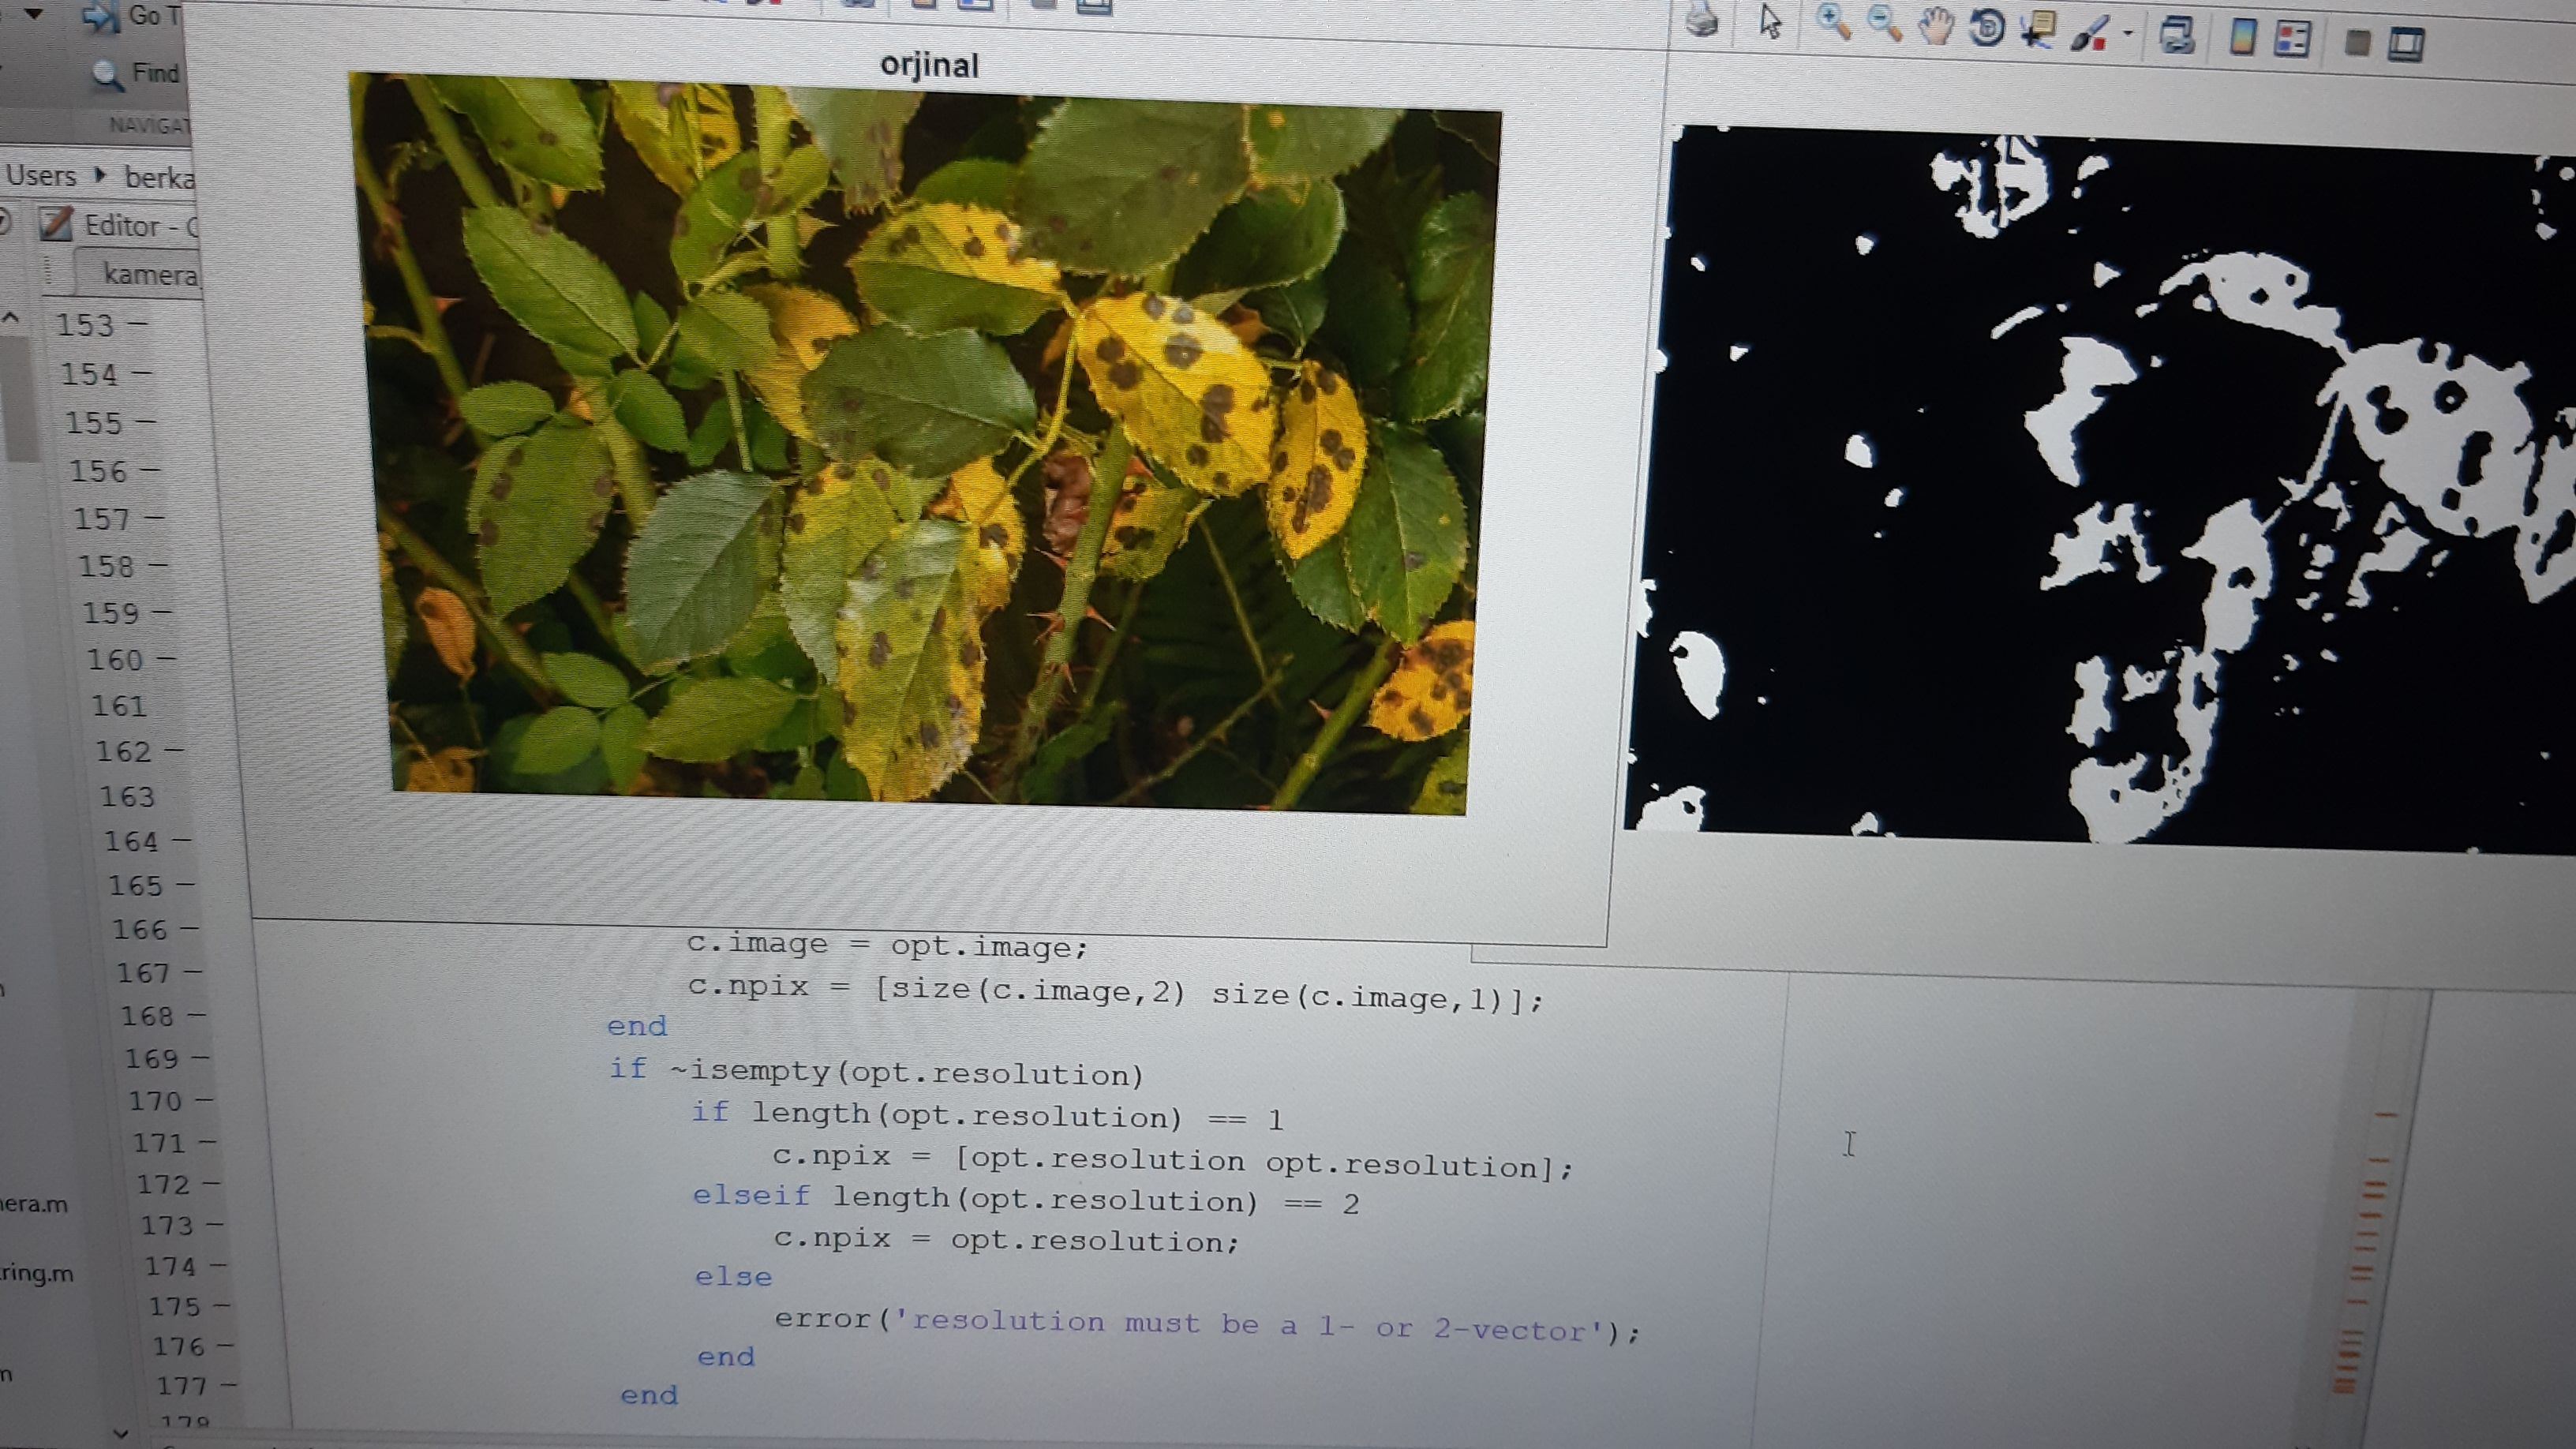 Go T
Find
NAVIGAT
Users ▸ berka
Editor - C
kamera
orjinal
153 –
154 –
155 –
156 –
157 –
158 –
159 –
160 –
161
162 –
163
164 –
165 –
166 – c.image = opt.image;
167 – c.npix = [size(c.image,2) size(c.image,1)];
168 – end
169 – if ~isempty(opt.resolution)
170 – if length(opt.resolution) == 1
171 – c.npix = [opt.resolution opt.resolution];
172 – elseif length(opt.resolution) == 2
173 – c.npix = opt.resolution;
174 – else
175 – error('resolution must be a 1- or 2-vector');
176 – end
177 – end
178
era.m
ring.m